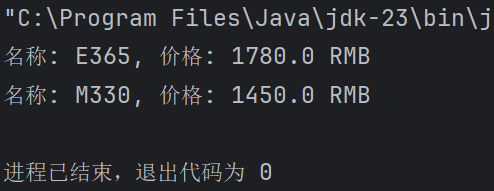 "C:\Program Files\Java\jdk-23\bin\j
名称: E365, 价格: 1780.0 RMB
名称: M330, 价格: 1450.0 RMB
进程已结束，退出代码为 0